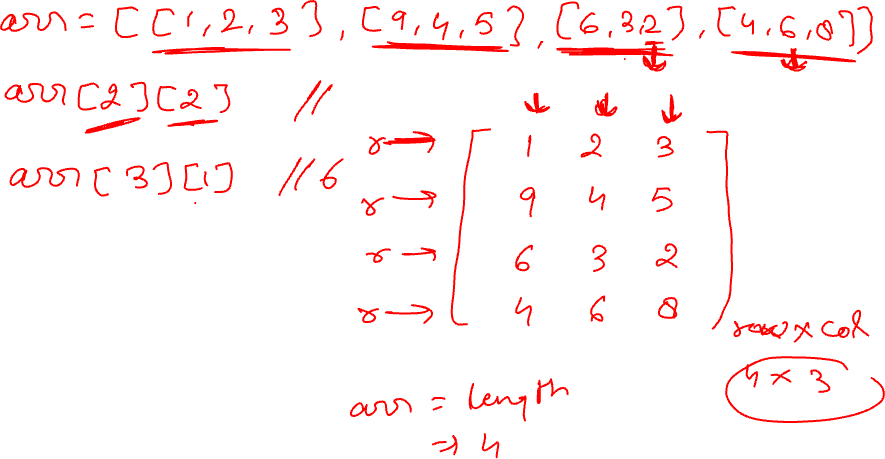 arr = [[1,2,3], [9,4,5], [6,3,2], [4,6,8]]
arr[2][2] //
arr[3][1] //6
r → 1 2 3
r → 9 4 5
r → 6 3 2
r → 4 6 8
row x col
4 x 3
arr = length
⇒ 4